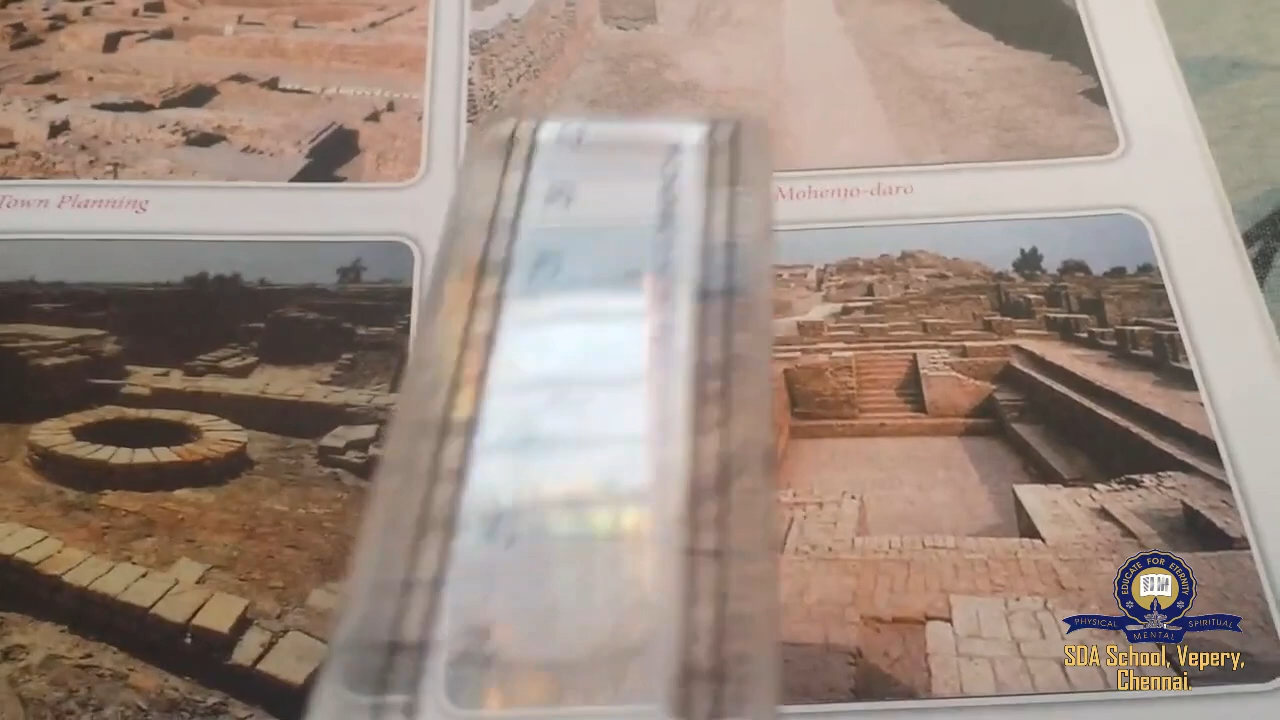 Town Planning
Mohenjo-daro
EDUCATE FOR ETERNITY
PHYSICAL
MENTAL
SPIRITUAL
SDA School, Vepery,
Chennai.